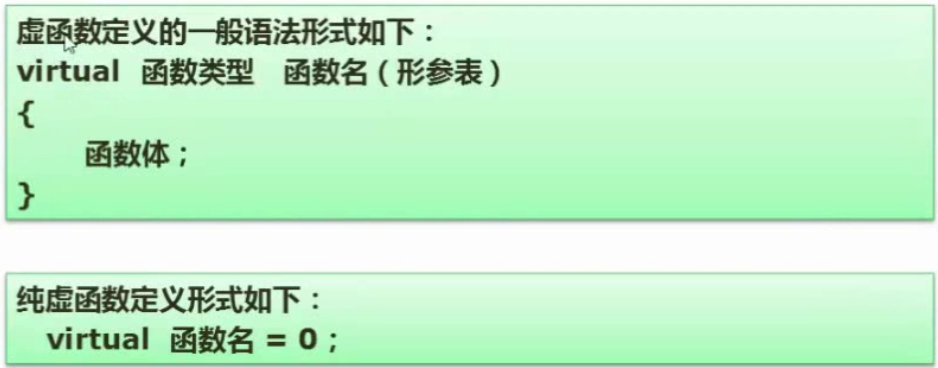 虚函数定义的一般语法形式如下：
virtual 函数类型 函数名（形参表）
{
函数体；
}
纯虚函数定义形式如下：
virtual 函数名 = 0；